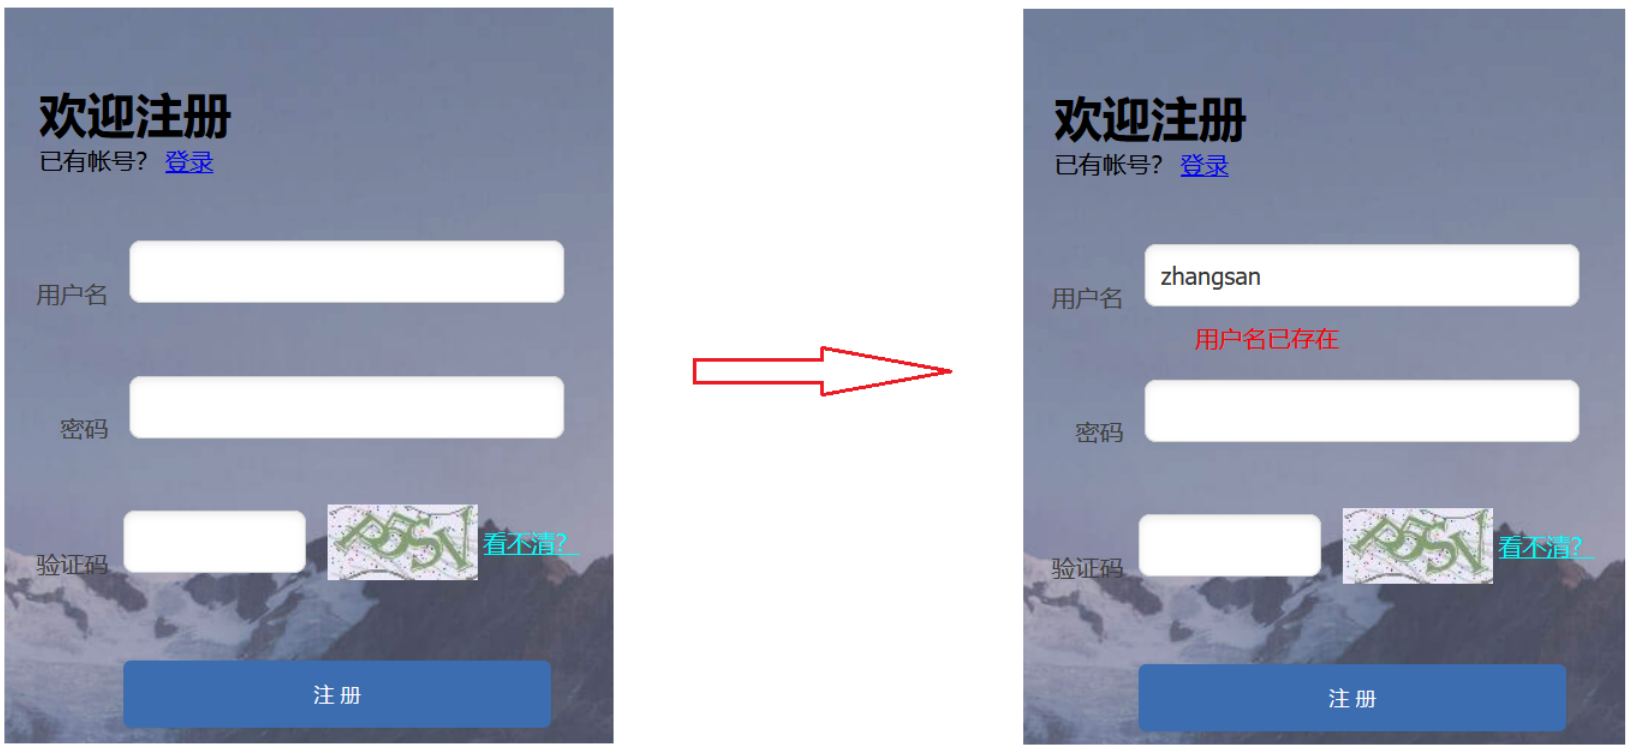 欢迎注册
已有帐号？ 登录
用户名
密码
验证码
看不清？
注 册
欢迎注册
已有帐号？ 登录
用户名 zhangsan
用户名已存在
密码
验证码
看不清？
注 册